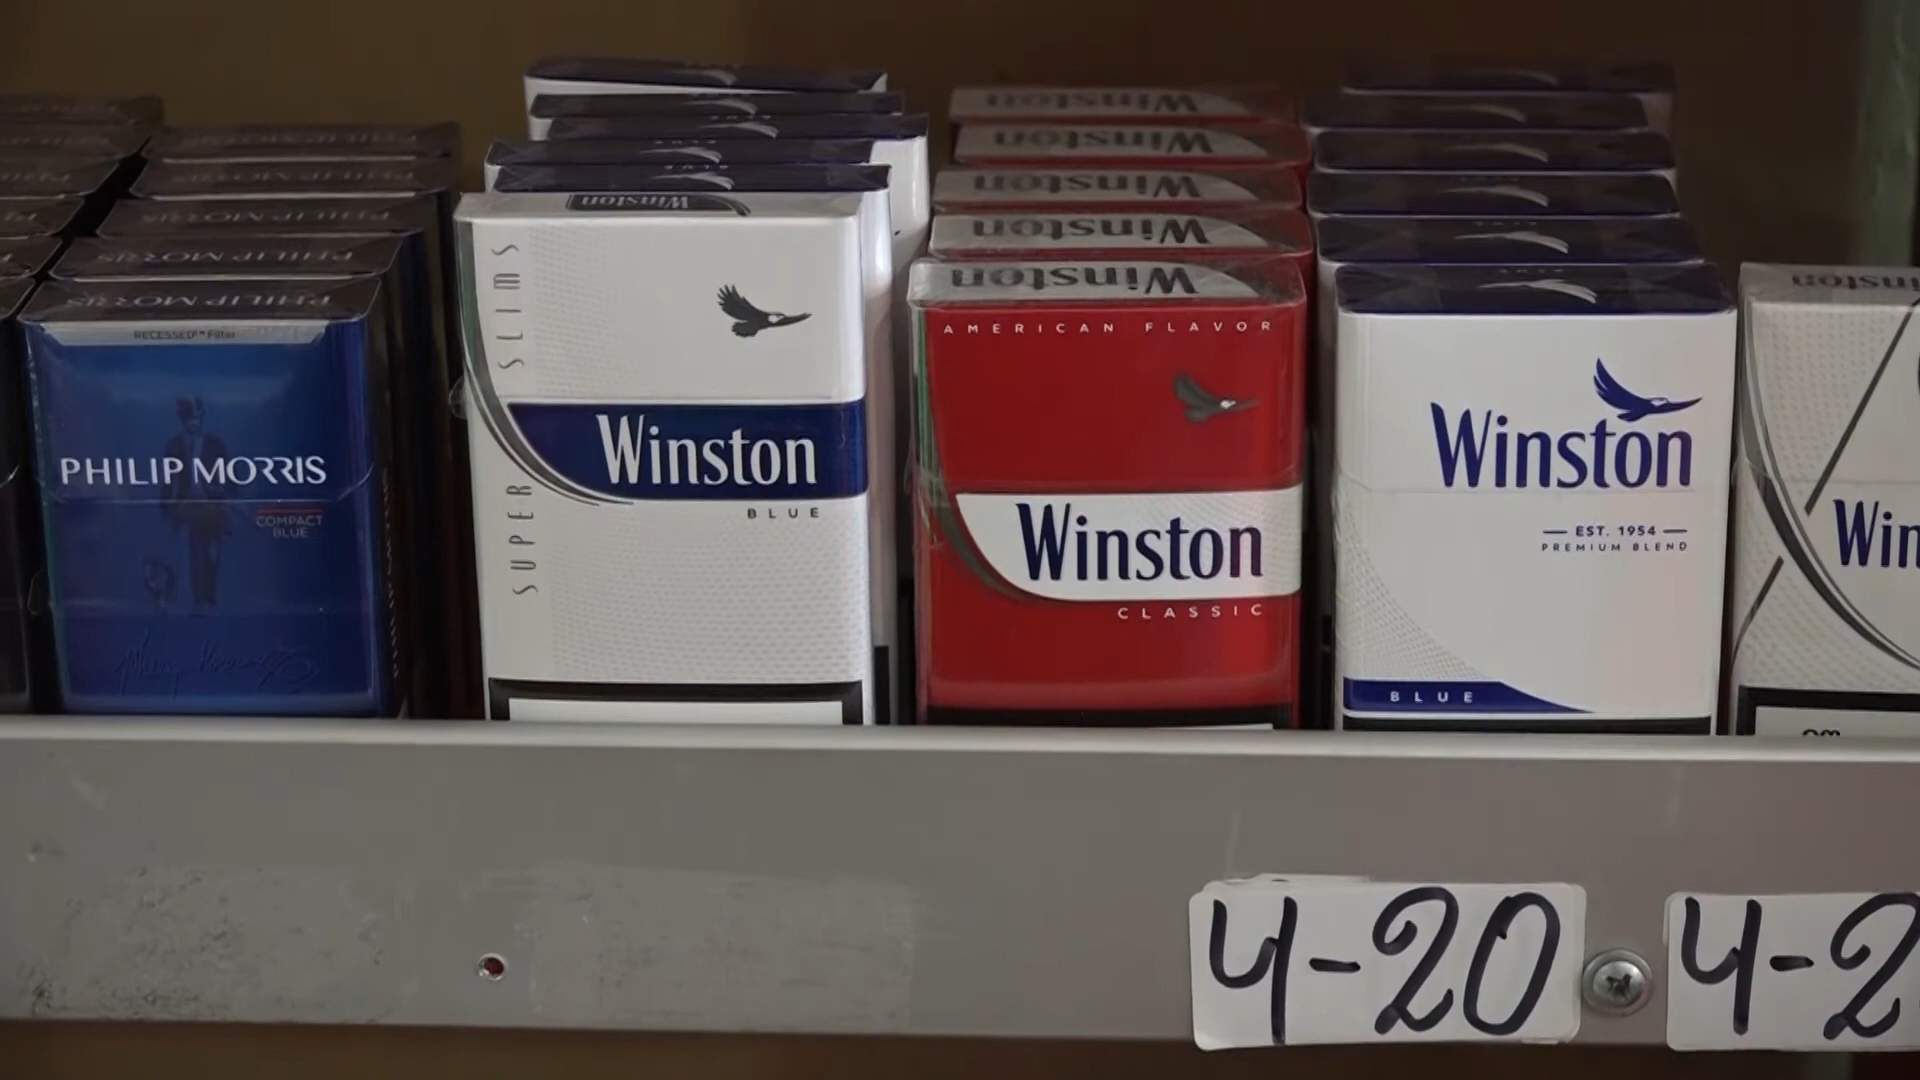 PHILIP MORRIS
RECESSED™ Filter
PHILIP MORRIS
COMPACT
BLUE
Winston
SUPER SLIMS
Winston
BLUE
Winston
Winston
Winston
Winston
Winston
AMERICAN FLAVOR
Winston
CLASSIC
Winston
EST. 1954
PREMIUM BLEND
BLUE
Win
4-20
4-2